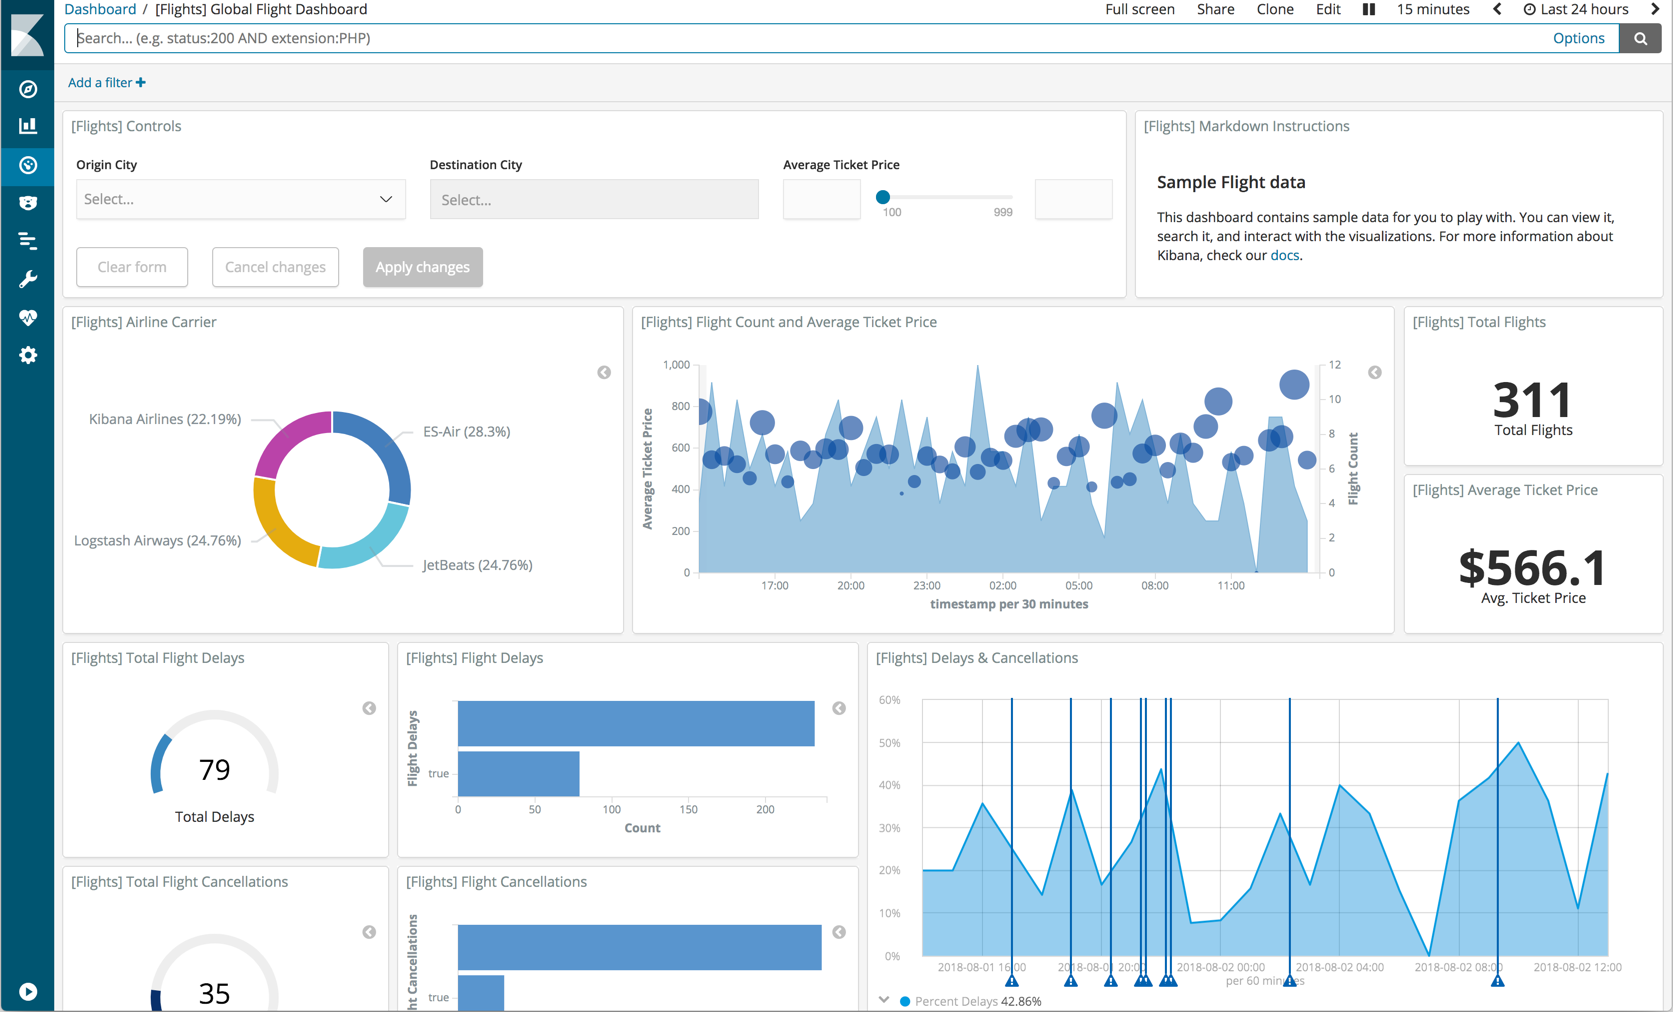 Dashboard / [Flights] Global Flight Dashboard
Full screen Share Clone Edit 15 minutes Last 24 hours
Search... (e.g. status:200 AND extension:PHP)
Options
Add a filter +
[Flights] Controls
Origin City
Destination City
Average Ticket Price
Select...
Select...
100
999
Clear form
Cancel changes
Apply changes
[Flights] Markdown Instructions
Sample Flight data
This dashboard contains sample data for you to play with. You can view it,
search it, and interact with the visualizations. For more information about
Kibana, check our docs.
[Flights] Airline Carrier
Kibana Airlines (22.19%)
ES-Air (28.3%)
Logstash Airways (24.76%)
JetBeats (24.76%)
[Flights] Flight Count and Average Ticket Price
Average Ticket Price
1,000
800
600
400
200
0
12
10
8
6
4
2
0
Flight Count
17:00 20:00 23:00 02:00 05:00 08:00 11:00
timestamp per 30 minutes
[Flights] Total Flights
311
Total Flights
[Flights] Average Ticket Price
$566.1
Avg. Ticket Price
[Flights] Total Flight Delays
79
Total Delays
[Flights] Flight Delays
Flight Delays
true
0 50 100 150 200
Count
[Flights] Delays & Cancellations
60%
50%
40%
30%
20%
10%
0%
2018-08-01 16:00 2018-08-01 20:00 2018-08-02 00:00 2018-08-02 04:00 2018-08-02 08:00 2018-08-02 12:00
per 60 minutes
Percent Delays 42.86%
[Flights] Total Flight Cancellations
35
[Flights] Flight Cancellations
ht Cancellations
true